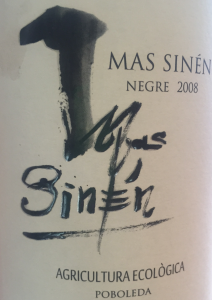 MAS SINÉN
NEGRE 2008
Mas
Sinén
AGRICULTURA ECOLÒGICA
POBOLEDA